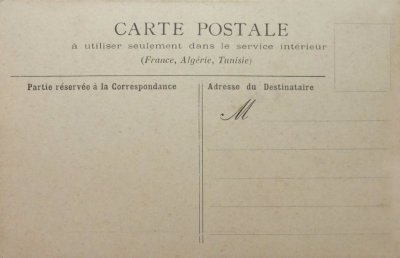 CARTE POSTALE
à utiliser seulement dans le service intérieur
(France, Algérie, Tunisie)
Partie réservée à la Correspondance
Adresse du Destinataire
M